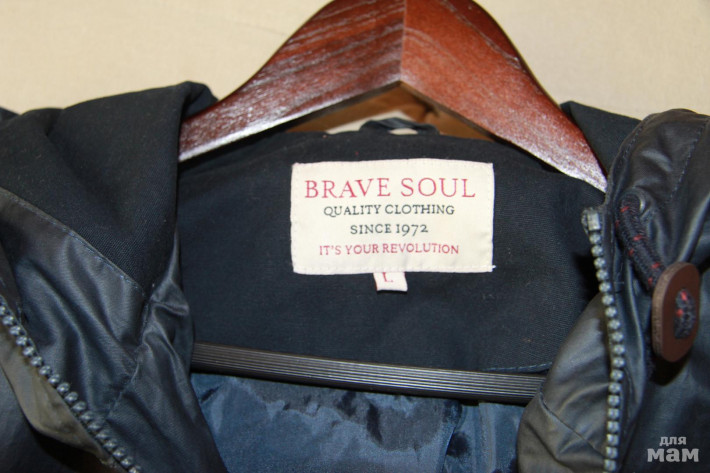 BRAVE SOUL
QUALITY CLOTHING
SINCE 1972
IT'S YOUR REVOLUTION
L
для
мам